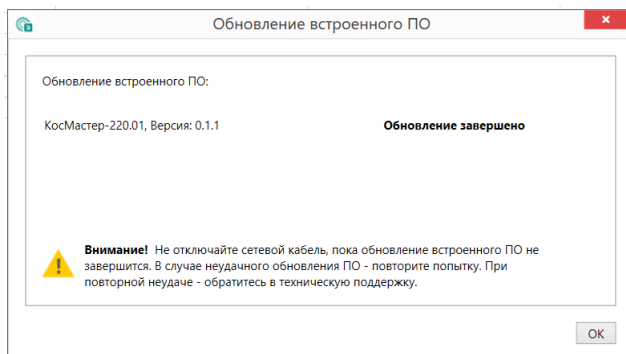 Обновление встроенного ПО
Обновление встроенного ПО:
КосМастер-220.01, Версия: 0.1.1 Обновление завершено
Внимание! Не отключайте сетевой кабель, пока обновление встроенного ПО не
завершится. В случае неудачного обновления ПО - повторите попытку. При
повторной неудаче - обратитесь в техническую поддержку.
OK